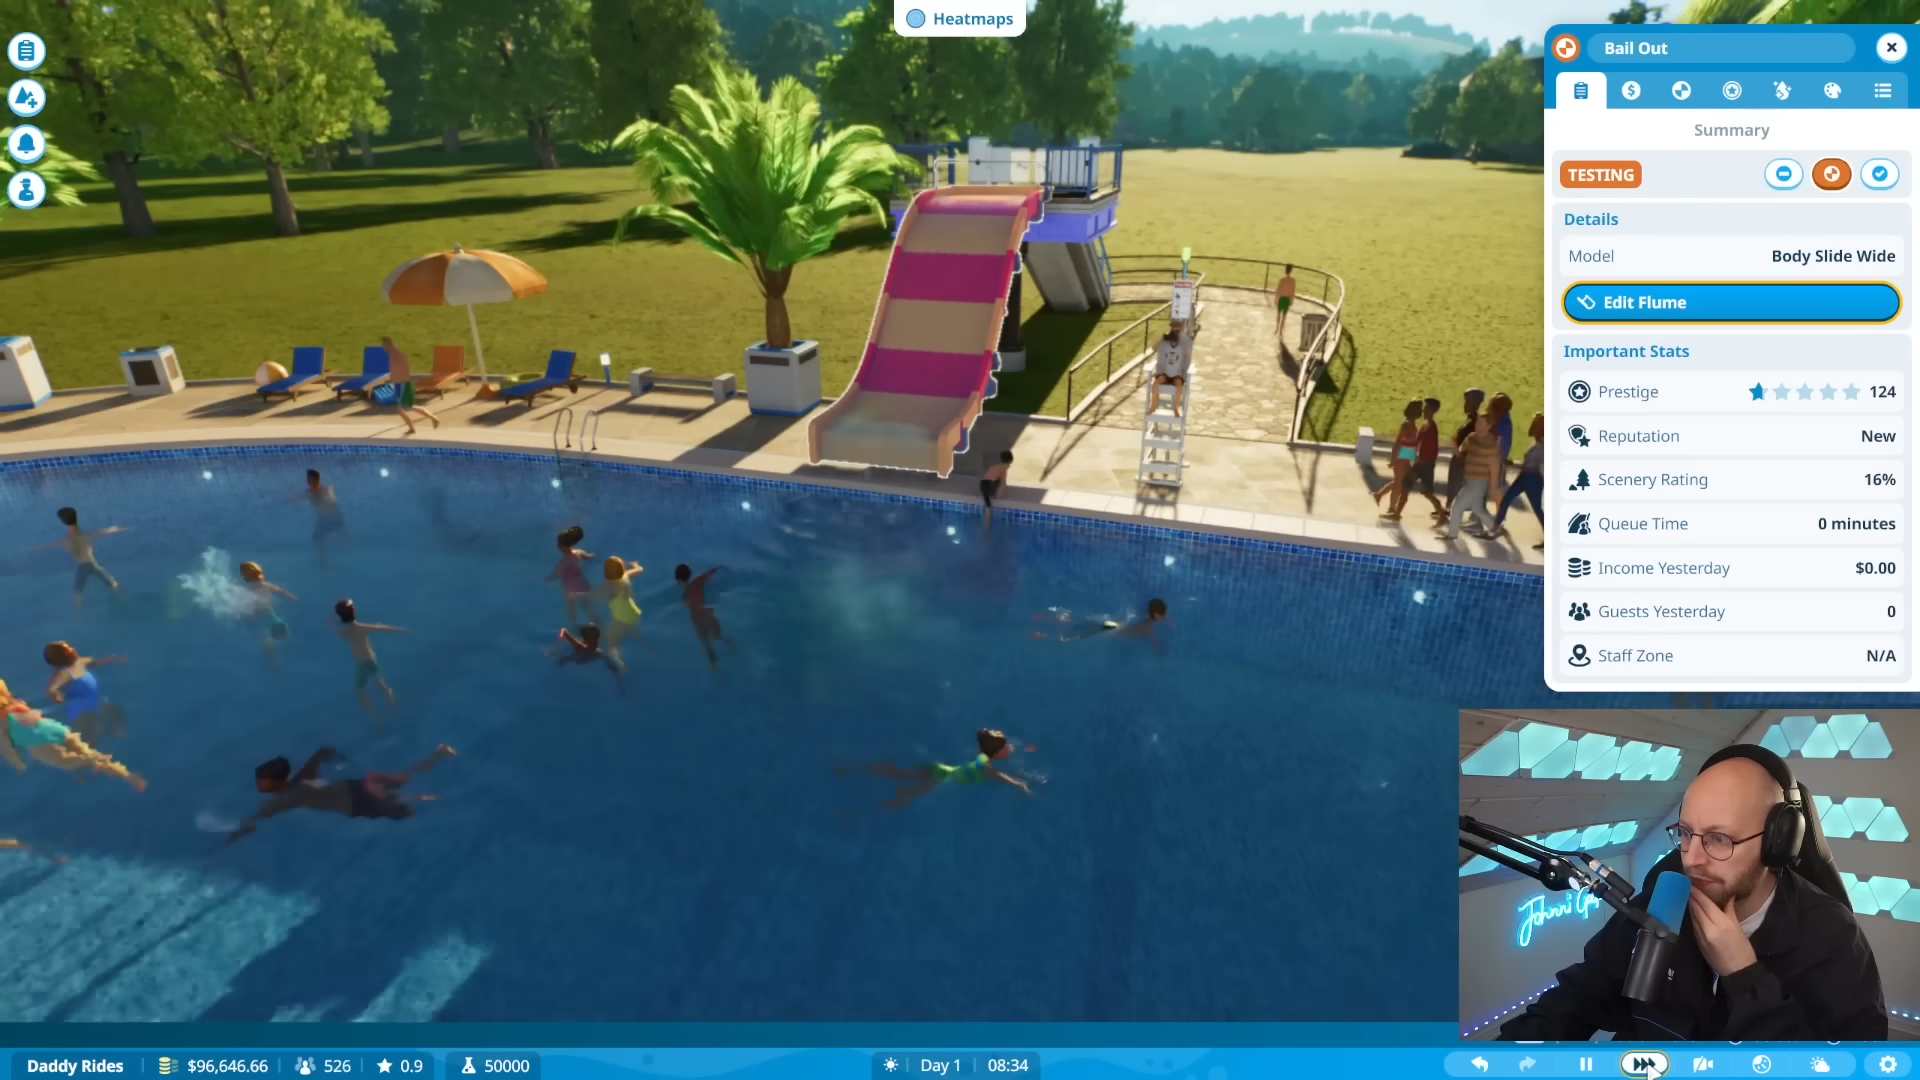 Heatmaps
Bail Out
Summary
TESTING
Details
Model Body Slide Wide
Edit Flume
Important Stats
Prestige 124
Reputation New
Scenery Rating 16%
Queue Time 0 minutes
Income Yesterday $0.00
Guests Yesterday 0
Staff Zone N/A
Daddy Rides $96,646.66 526 0.9 50000 Day 1 08:34